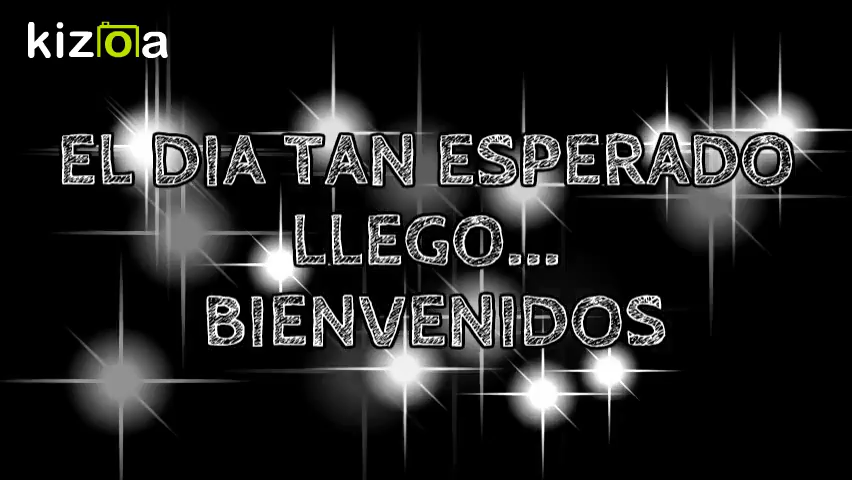 kizoa
EL DIA TAN ESPERADO
LLEGO...
BIENVENIDOS